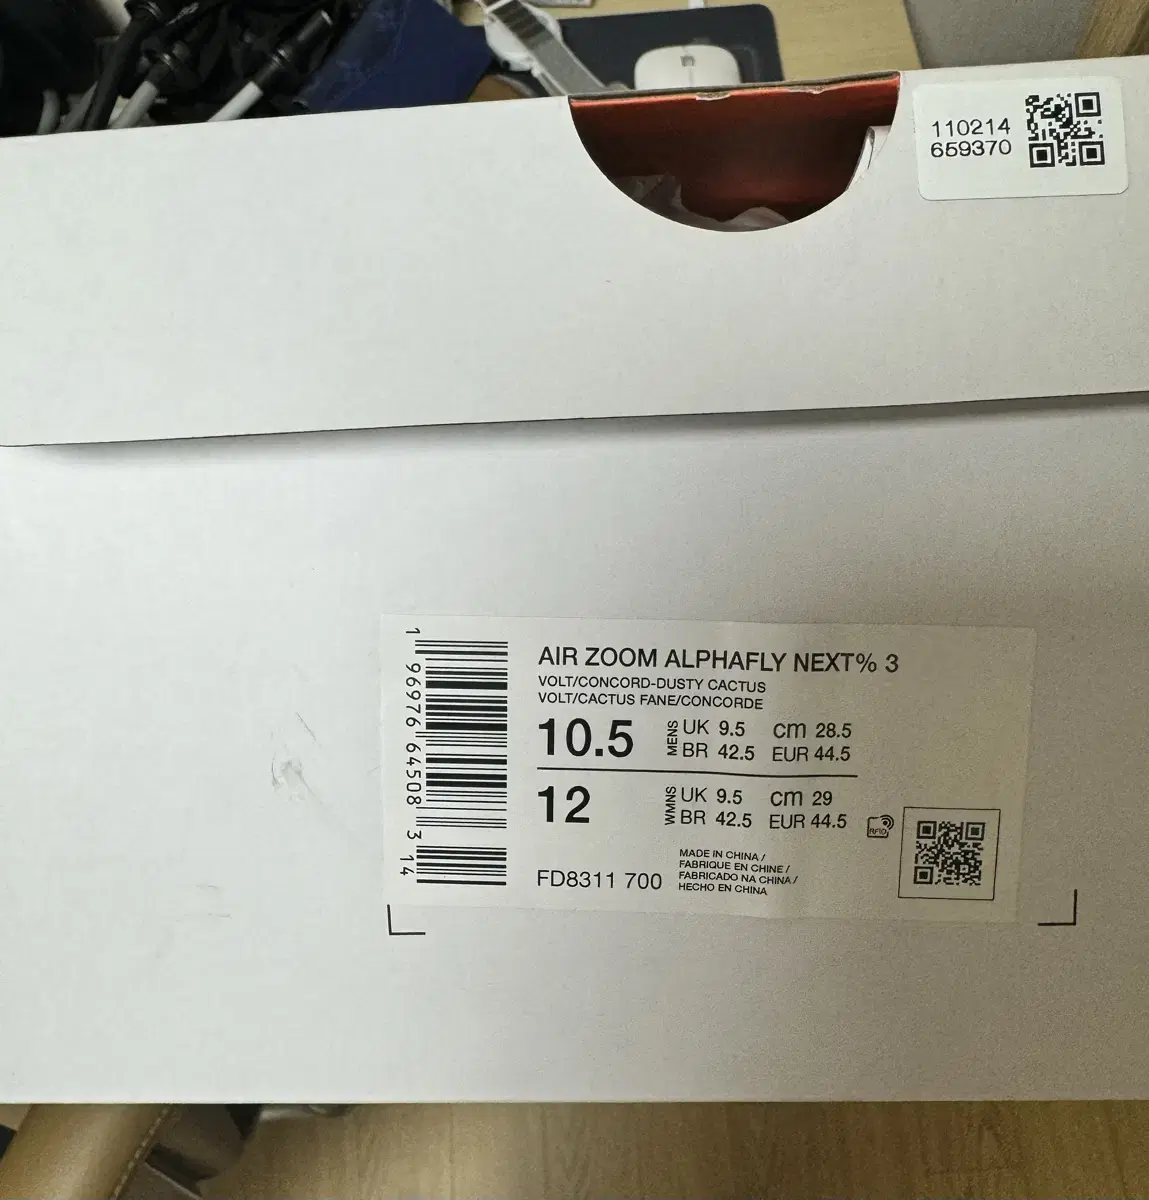 110214
659370
AIR ZOOM ALPHAFLY NEXT% 3
VOLT/CONCORD-DUSTY CACTUS
VOLT/CACTUS FANE/CONCORDE
10.5 MENS UK 9.5 cm 28.5
BR 42.5 EUR 44.5
12 WMNS UK 9.5 cm 29
BR 42.5 EUR 44.5
RFID
FD8311 700
MADE IN CHINA /
FABRIQUE EN CHINE /
FABRICADO NA CHINA /
HECHO EN CHINA
1 96976 64508 3 14